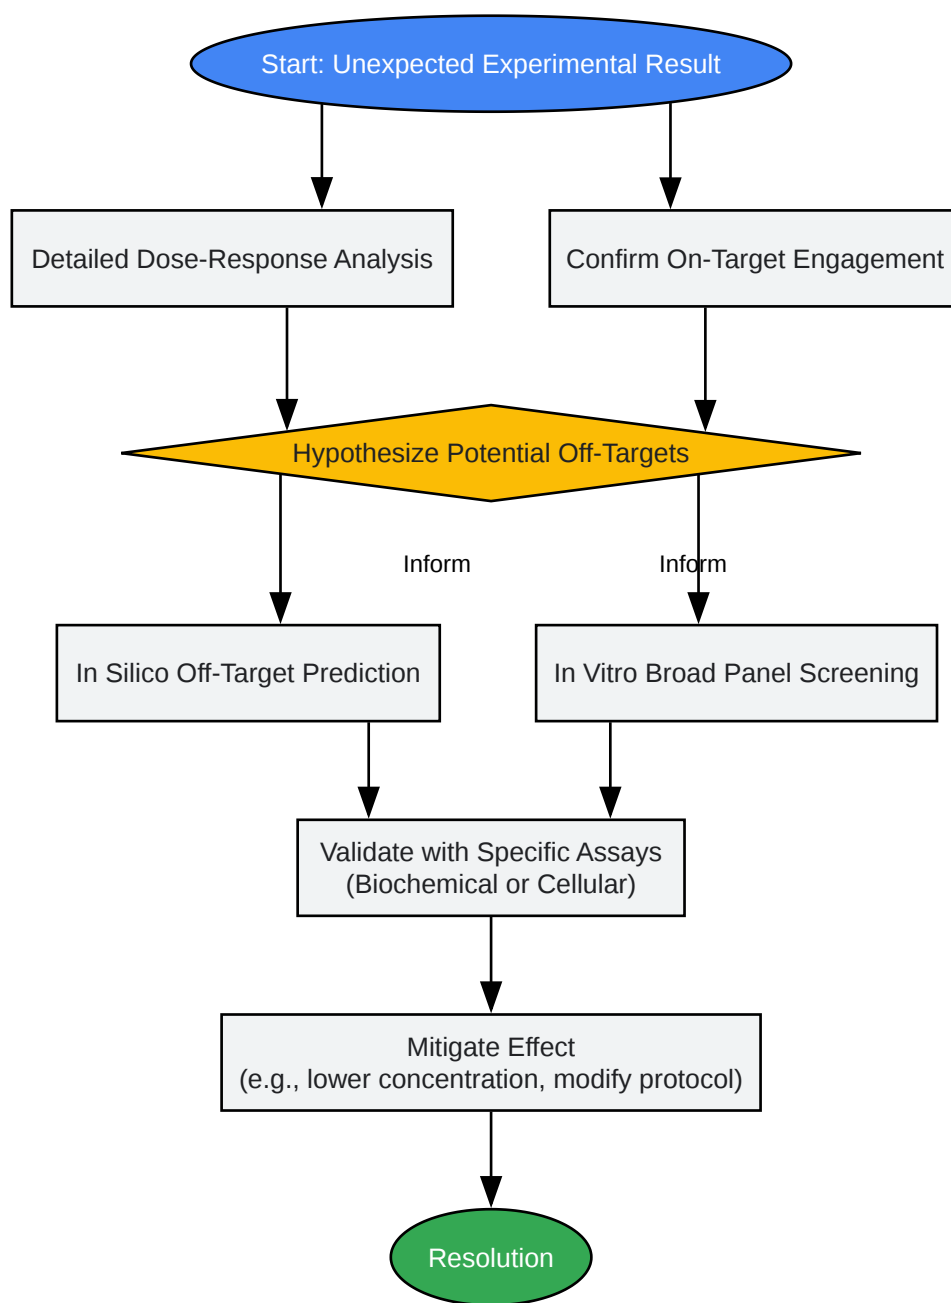 Start: Unexpected Experimental Result
Detailed Dose-Response Analysis
Confirm On-Target Engagement
Hypothesize Potential Off-Targets
Inform
Inform
In Silico Off-Target Prediction
In Vitro Broad Panel Screening
Validate with Specific Assays
(Biochemical or Cellular)
Mitigate Effect
(e.g., lower concentration, modify protocol)
Resolution